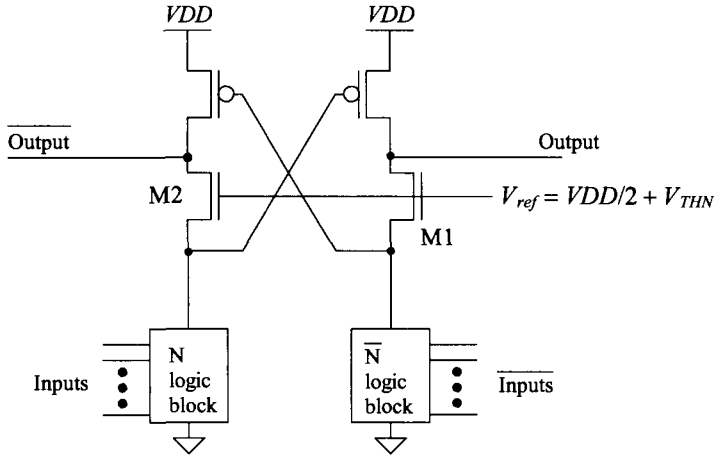 VDD
VDD
Output
Output
M2
V_ref = VDD/2 + V_THN
M1
Inputs
N
logic
block
N
logic
block
Inputs